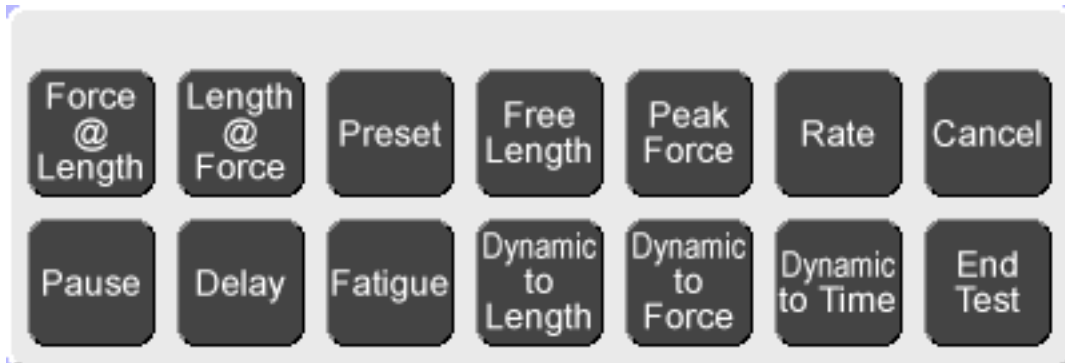 Force
@
Length
Length
@
Force
Preset
Free
Length
Peak
Force
Rate
Cancel
Pause
Delay
Fatigue
Dynamic
to
Length
Dynamic
to
Force
Dynamic
to Time
End
Test